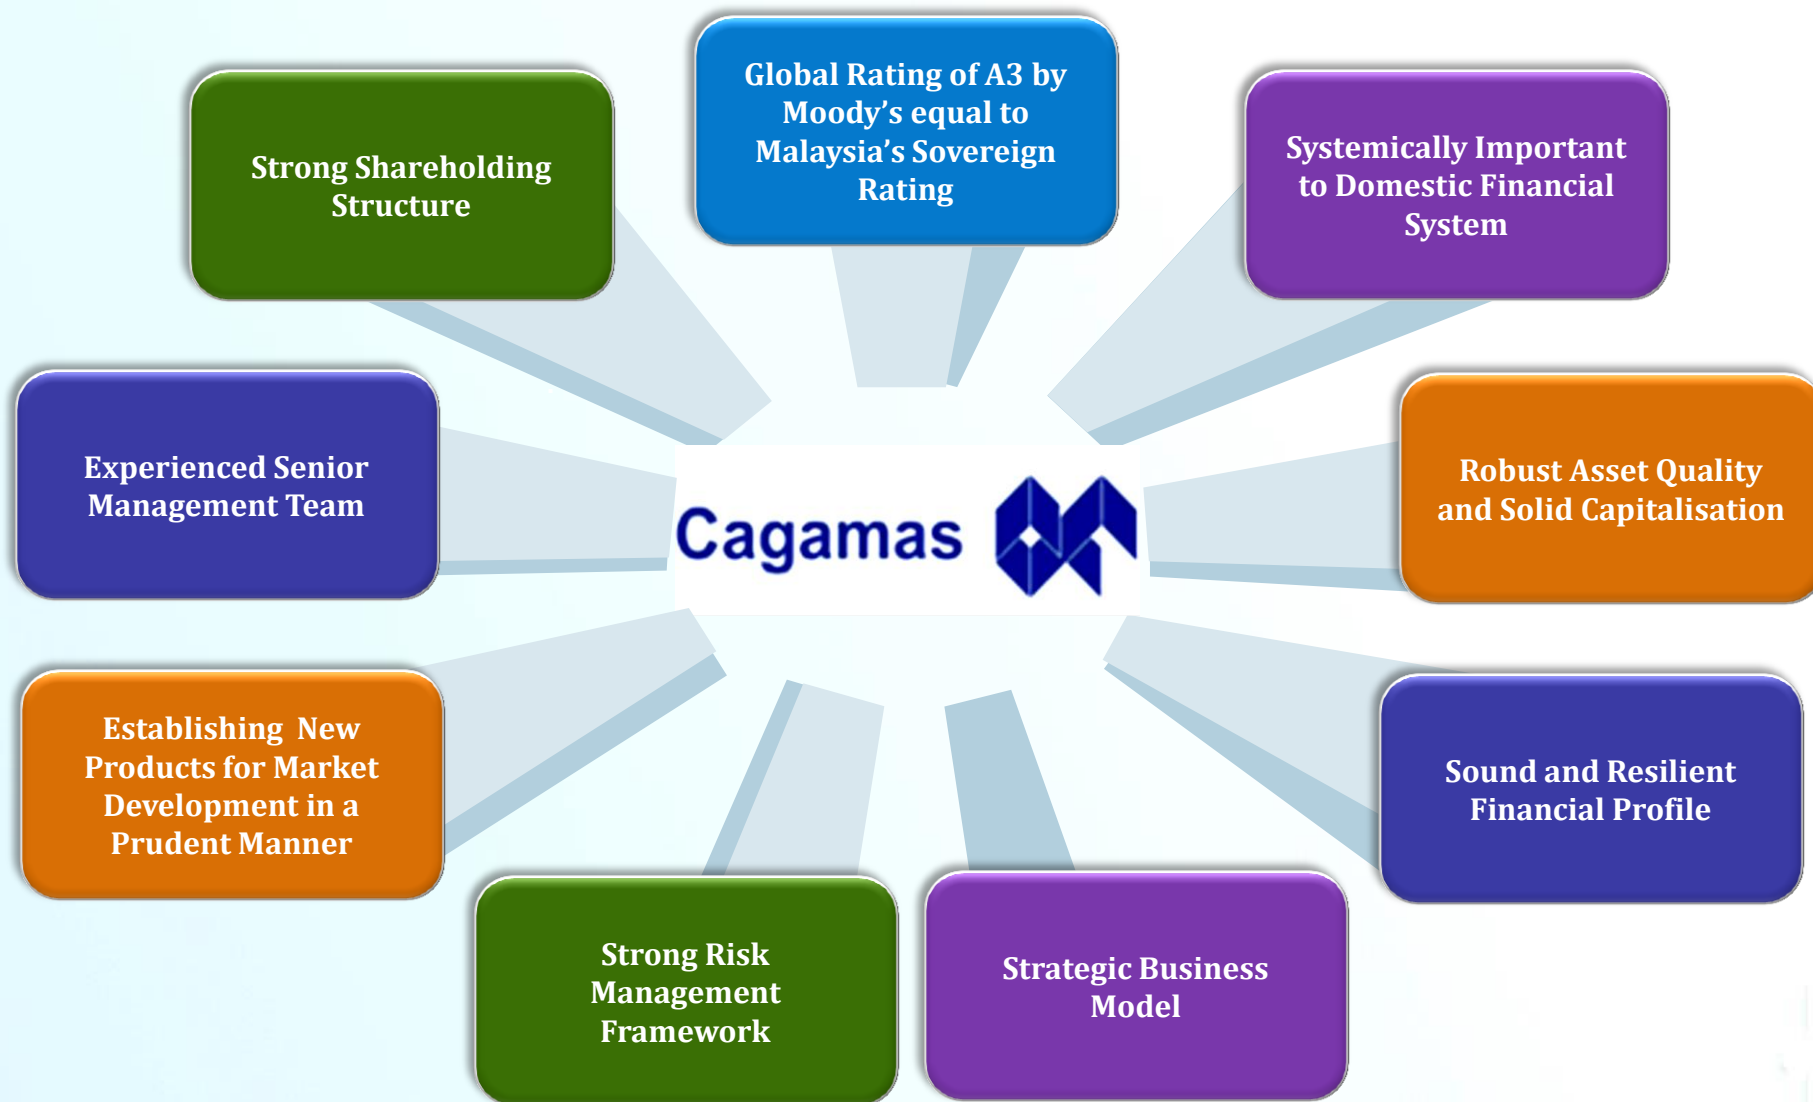 Global Rating of A3 by
Moody’s equal to
Malaysia’s Sovereign
Rating
Strong Shareholding
Structure
Systemically Important
to Domestic Financial
System
Experienced Senior
Management Team
Cagamas
Robust Asset Quality
and Solid Capitalisation
Establishing New
Products for Market
Development in a
Prudent Manner
Sound and Resilient
Financial Profile
Strong Risk
Management
Framework
Strategic Business
Model